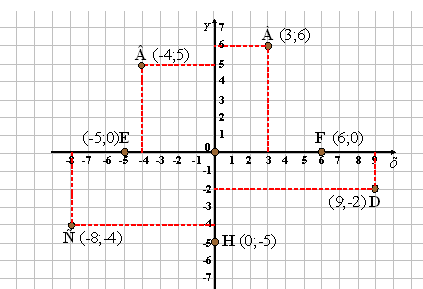 Y 7
À (3;6)
6
Â (-4;5)
5
4
3
2
1
(-5;0) E
0
F (6;0)
-8 -7 -6 -5 -4 -3 -2 -1 1 2 3 4 5 6 7 8 9 Õ
-1
-2
(9;-2) D
-3
-4
Ñ (-8;-4)
-5 H (0;-5)
-6
-7